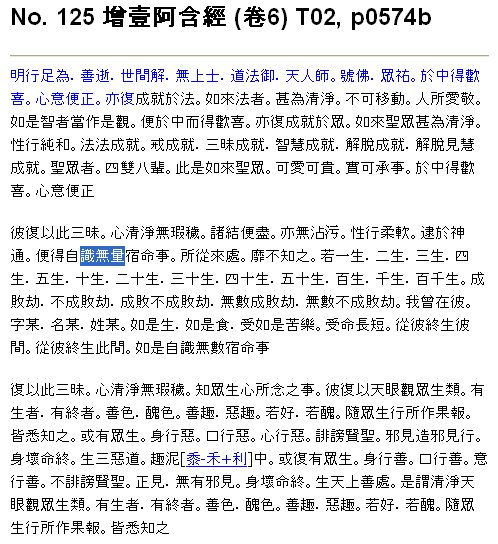 No. 125 增壹阿含經 (卷6) T02, p0574b
明行足為．善逝．世間解．無上士．道法御．天人師。號佛．眾祐。於中得歡
喜。心意便正。亦復成就於法。如來法者。甚為清淨。不可移動。人所愛敬。
如是智者當作是觀。便於中而得歡喜。亦復成就於眾。如來聖眾甚為清淨。
性行純和。法法成就。戒成就．三昧成就．智慧成就．解脫成就．解脫見慧
成就。聖眾者。四雙八輩。此是如來聖眾。可愛可貴。實可承事。於中得歡
喜。心意便正
彼復以此三昧。心清淨無瑕穢。諸結便盡。亦無沾污。性行柔軟。逮於神
通。便得自識無量宿命事。所從來處。靡不知之。若一生．二生．三生．四
生．五生．十生．二十生．三十生．四十生．五十生．百生．千生．百千生。成
敗劫．不成敗劫．成敗不成敗劫．無數成敗劫．無數不成敗劫。我曾在彼。
字某．名某．姓某。如是生．如是食．受如是苦樂。受命長短。從彼終生彼
間。從彼終生此間。如是自識無數宿命事
復以此三昧。心清淨無瑕穢。知眾生心所念之事。彼復以天眼觀眾生類。有
生者．有終者。善色．醜色。善趣．惡趣。若好．若醜。隨眾生行所作果報。
皆悉知之。或有眾生。身行惡。口行惡。心行惡。誹謗賢聖。邪見造邪見行。
身壞命終。生三惡道。趣泥[黍-禾+利]中。或復有眾生。身行善。口行善。意
行善。不誹謗賢聖。正見．無有邪見。身壞命終。生天上善處。是謂清淨天
眼觀眾生類。有生者．有終者。善色．醜色。善趣．惡趣。若好．若醜。隨眾
生行所作果報。皆悉知之